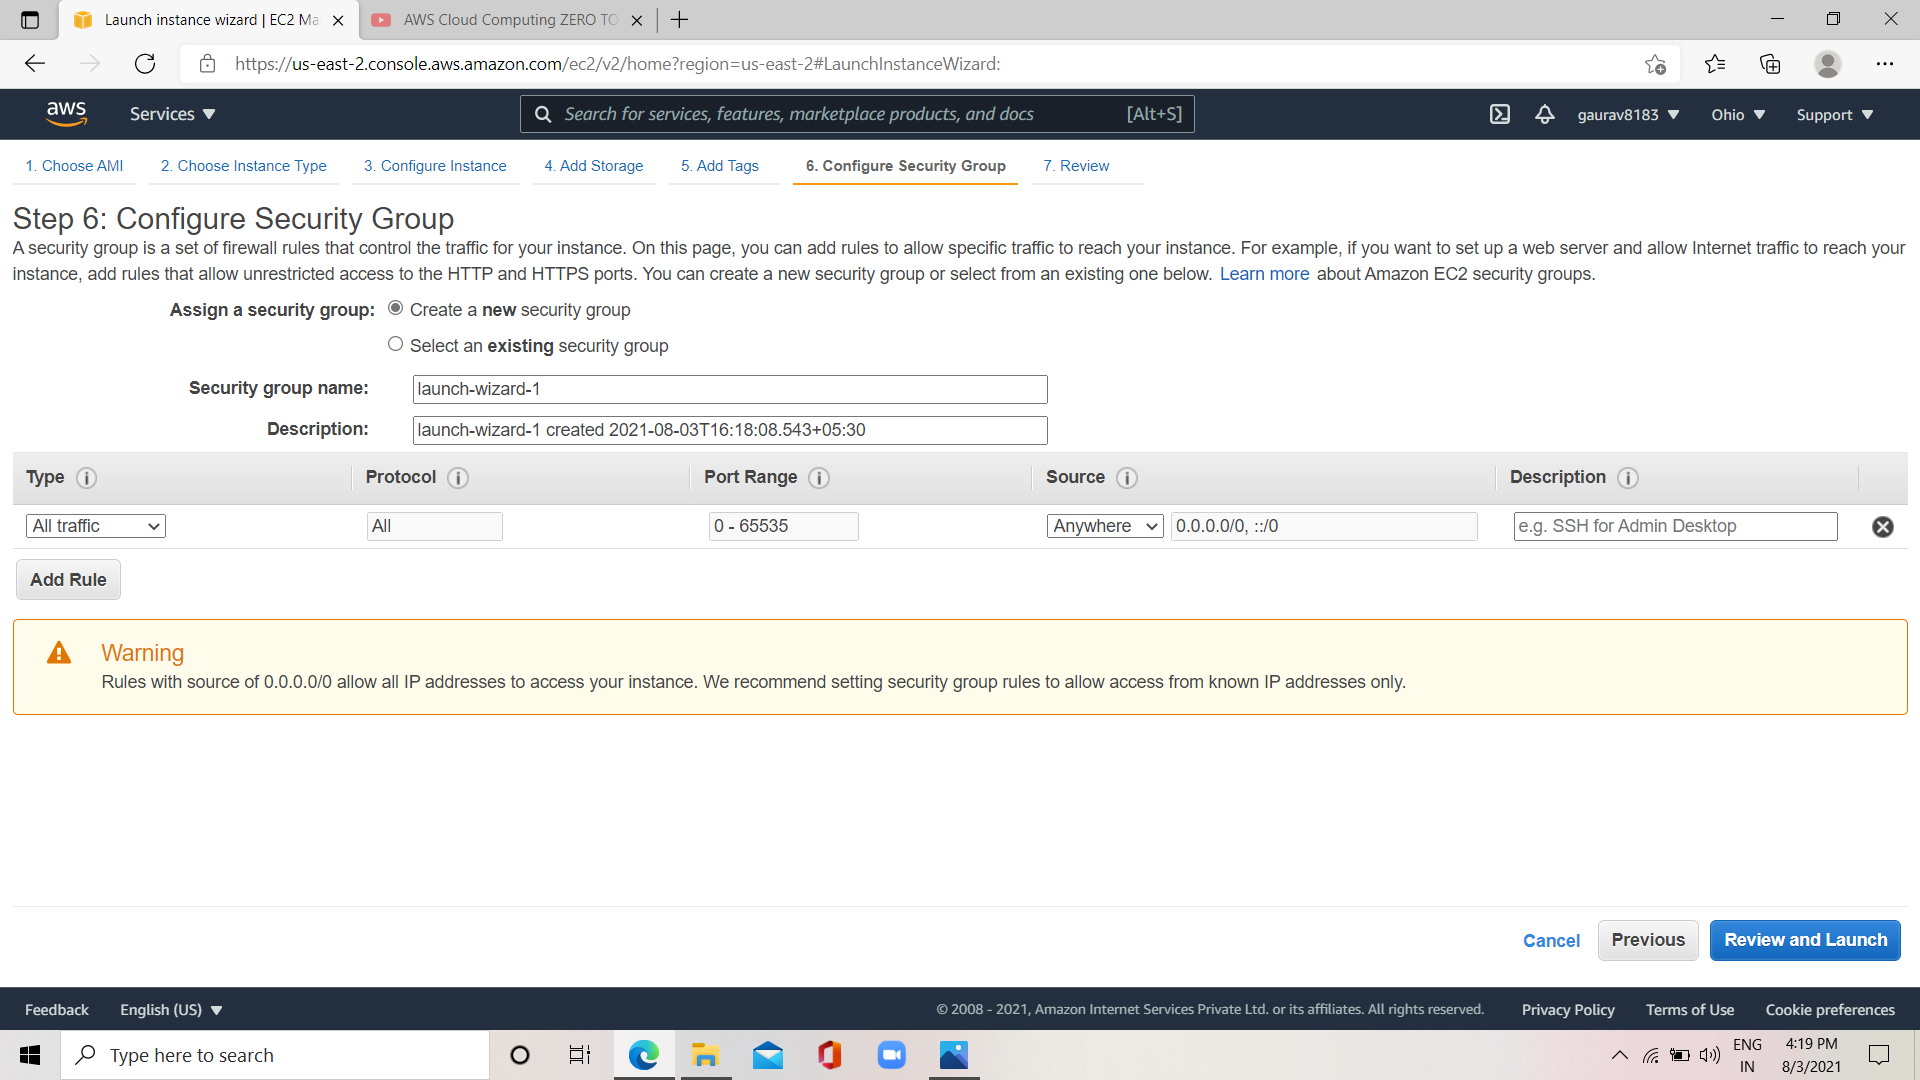 Launch instance wizard | EC2 Ma
AWS Cloud Computing ZERO TO
https://us-east-2.console.aws.amazon.com/ec2/v2/home?region=us-east-2#LaunchInstanceWizard:
aws
Services
Search for services, features, marketplace products, and docs [Alt+S]
gaurav8183
Ohio
Support
1. Choose AMI
2. Choose Instance Type
3. Configure Instance
4. Add Storage
5. Add Tags
6. Configure Security Group
7. Review
Step 6: Configure Security Group
A security group is a set of firewall rules that control the traffic for your instance. On this page, you can add rules to allow specific traffic to reach your instance. For example, if you want to set up a web server and allow Internet traffic to reach your
instance, add rules that allow unrestricted access to the HTTP and HTTPS ports. You can create a new security group or select from an existing one below. Learn more about Amazon EC2 security groups.
Assign a security group: Create a new security group
Select an existing security group
Security group name: launch-wizard-1
Description: launch-wizard-1 created 2021-08-03T16:18:08.543+05:30
Type i Protocol i Port Range i Source i Description i
All traffic All 0 - 65535 Anywhere 0.0.0.0/0, ::/0 e.g. SSH for Admin Desktop
Add Rule
Warning
Rules with source of 0.0.0.0/0 allow all IP addresses to access your instance. We recommend setting security group rules to allow access from known IP addresses only.
Cancel Previous Review and Launch
Feedback English (US) © 2008 - 2021, Amazon Internet Services Private Ltd. or its affiliates. All rights reserved. Privacy Policy Terms of Use Cookie preferences
Type here to search
ENG
IN
4:19 PM
8/3/2021